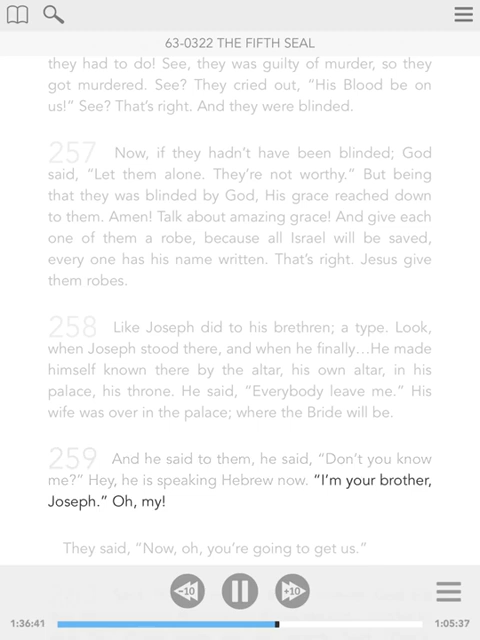 63-0322 THE FIFTH SEAL
they had to do! See, they was guilty of murder, so they
got murdered. See? They cried out, “His Blood be on
us!” See? That’s right. And they were blinded.
257 Now, if they hadn’t have been blinded; God
said, “Let them alone. They’re not worthy.” But being
that they was blinded by God, His grace reached down
to them. Amen! Talk about amazing grace! And give each
one of them a robe, because all Israel will be saved,
every one has his name written. That’s right. Jesus give
them robes.
258 Like Joseph did to his brethren; a type. Look,
when Joseph stood there, and when he finally…He made
himself known there by the altar, his own altar, in his
palace, his throne. He said, “Everybody leave me.” His
wife was over in the palace; where the Bride will be.
259 And he said to them, he said, “Don’t you know
me?” Hey, he is speaking Hebrew now. “I’m your brother,
Joseph.” Oh, my!
They said, “Now, oh, you’re going to get us.”
-10
+10
1:36:41
1:05:37